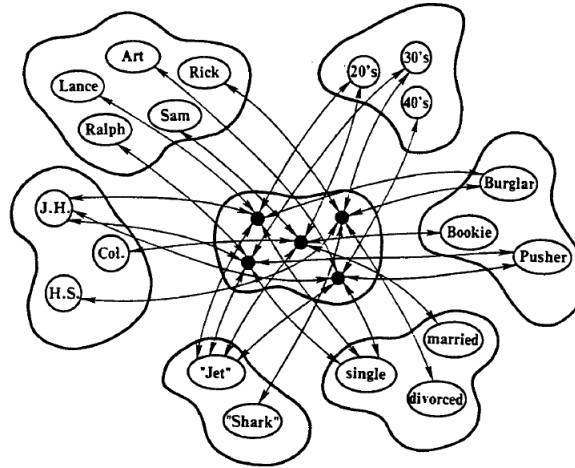 Art
Rick
Lance
Sam
Ralph
20's
30's
40's
J.H.
Col.
H.S.
Burglar
Bookie
Pusher
"Jet"
"Shark"
single
married
divorced